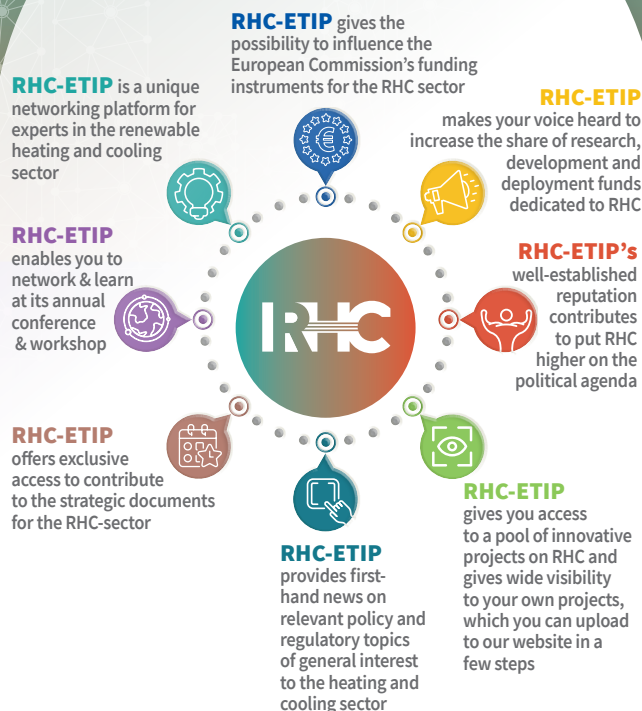 RHC-ETIP gives the
possibility to influence the
European Commission's funding
instruments for the RHC sector
RHC-ETIP
makes your voice heard to
increase the share of research,
development and
deployment funds
dedicated to RHC
RHC-ETIP's
well-established
reputation
contributes
to put RHC
higher on the
political agenda
RHC-ETIP
gives you access
to a pool of innovative
projects on RHC and
gives wide visibility
to your own projects,
which you can upload
to our website in a
few steps
RHC-ETIP
provides first-
hand news on
relevant policy and
regulatory topics
of general interest
to the heating and
cooling sector
RHC-ETIP
offers exclusive
access to contribute
to the strategic documents
for the RHC-sector
RHC-ETIP
enables you to
network & learn
at its annual
conference
& workshop
RHC-ETIP is a unique
networking platform for
experts in the renewable
heating and cooling
sector
€
RHC